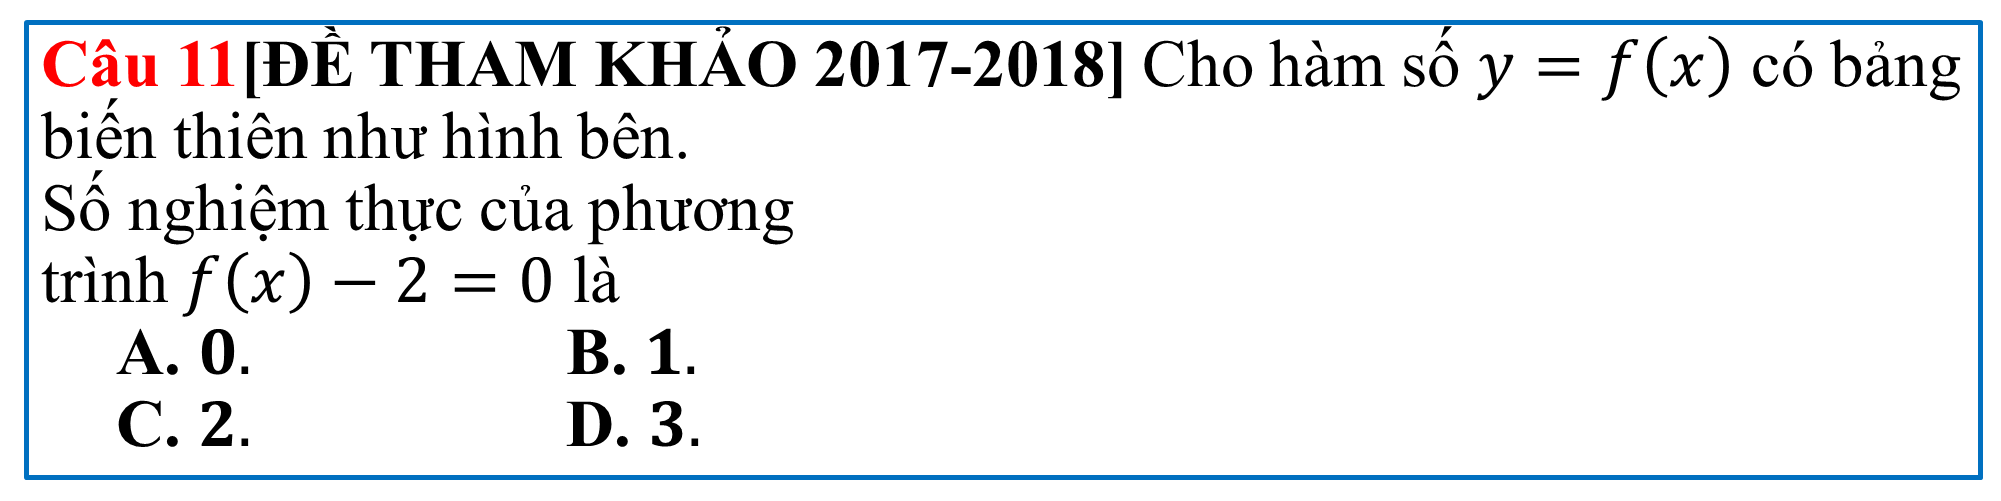 Câu 11[ĐỀ THAM KHẢO 2017-2018] Cho hàm số y = f(x) có bảng
biến thiên như hình bên.
Số nghiệm thực của phương
trình f(x) − 2 = 0 là
A. 0. B. 1.
C. 2. D. 3.